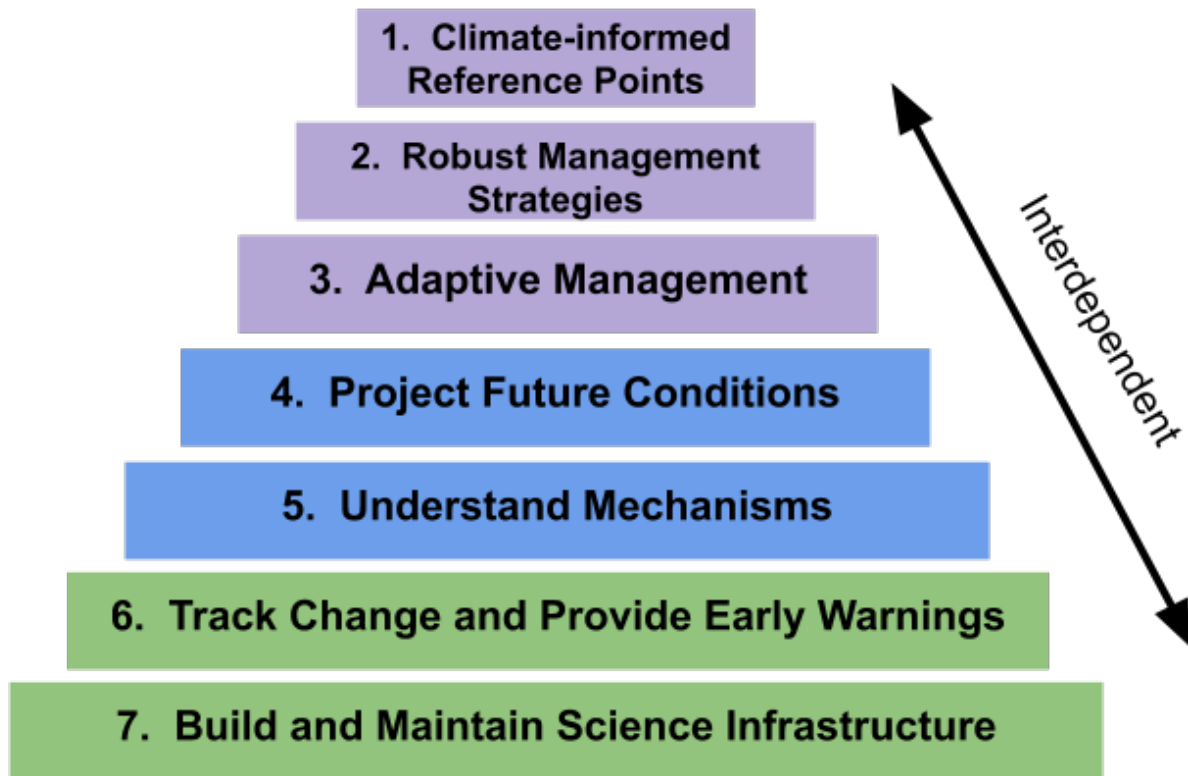 1. Climate-informed
Reference Points
2. Robust Management
Strategies
3. Adaptive Management
4. Project Future Conditions
5. Understand Mechanisms
6. Track Change and Provide Early Warnings
7. Build and Maintain Science Infrastructure
Interdependent